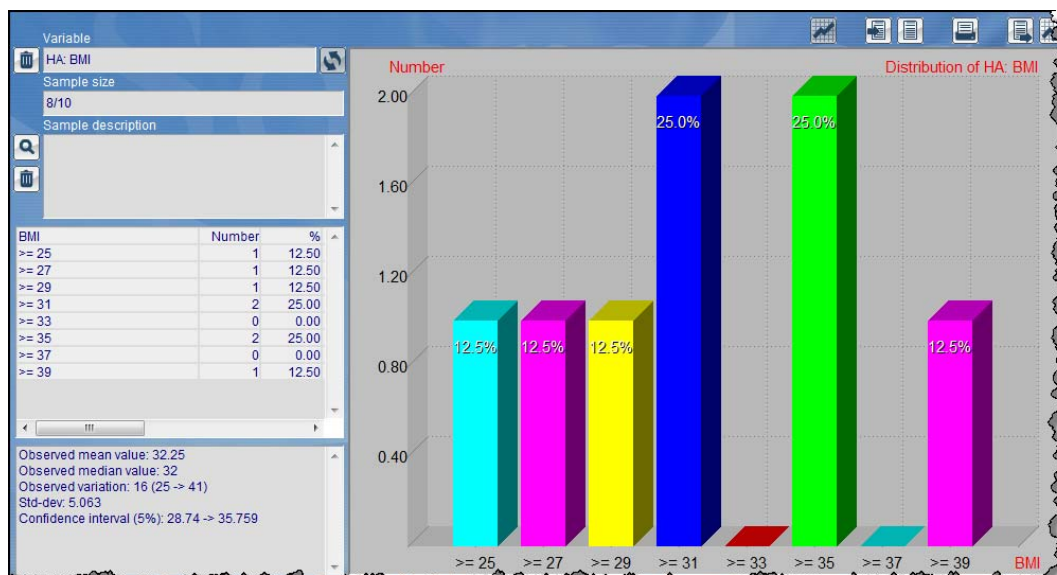 Variable
HA: BMI
Sample size
8/10
Sample description
BMI Number %
>= 25 1 12.50
>= 27 1 12.50
>= 29 1 12.50
>= 31 2 25.00
>= 33 0 0.00
>= 35 2 25.00
>= 37 0 0.00
>= 39 1 12.50
Observed mean value: 32.25
Observed median value: 32
Observed variation: 16 (25 -> 41)
Std-dev: 5.063
Confidence interval (5%): 28.74 -> 35.759
Number Distribution of HA: BMI
2.00
25.0% 25.0%
1.60
1.20
12.5% 12.5% 12.5% 12.5%
0.80
0.40
>= 25 >= 27 >= 29 >= 31 >= 33 >= 35 >= 37 >= 39 BMI